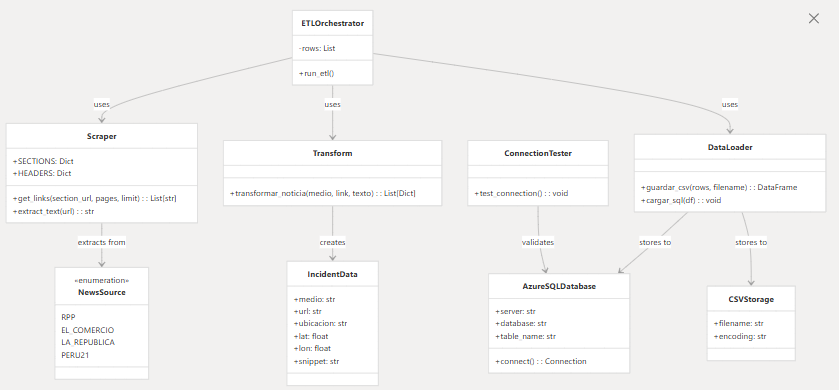 ETLOrchestrator
-rows: List
+run_etl()
uses
uses
uses
Scraper
+SECTIONS: Dict
+HEADERS: Dict
+get_links(section_url, pages, limit) : : List[str]
+extract_text(url) : : str
Transform
+transformar_noticia(medio, link, texto) : : List[Dict]
ConnectionTester
+test_connection() : : void
DataLoader
+guardar_csv(rows, filename) : : DataFrame
+cargar_sql(df) : : void
extracts from
creates
validates
stores to
stores to
«enumeration»
NewsSource
RPP
EL_COMERCIO
LA_REPUBLICA
PERU21
IncidentData
+medio: str
+url: str
+ubicacion: str
+lat: float
+lon: float
+snippet: str
AzureSQLDatabase
+server: str
+database: str
+table_name: str
+connect() : : Connection
CSVStorage
+filename: str
+encoding: str